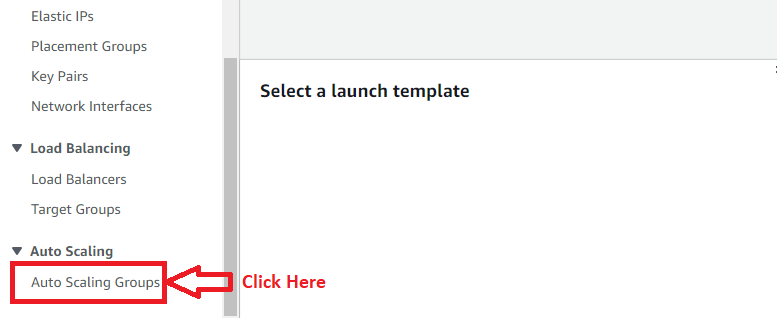 Elastic IPs
Placement Groups
Key Pairs
Network Interfaces
Load Balancing
Load Balancers
Target Groups
Auto Scaling
Auto Scaling Groups
Click Here
Select a launch template